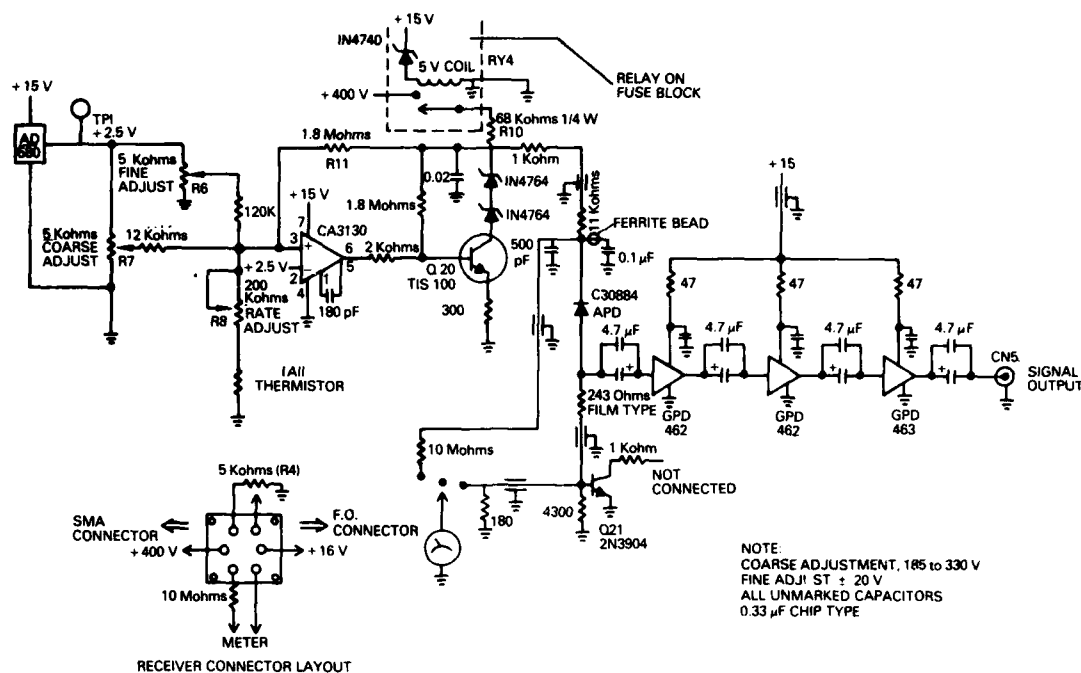 + 15 V
IN4740
5 V COIL
RY4
RELAY ON
FUSE BLOCK
+ 400 V
+ 15 V
TPI
+ 2.5 V
AD
580
5 Kohms
FINE
ADJUST
R6
120K
1.8 Mohms
R11
68 Kohms 1/4 W
R10
1 Kohm
0.02
IN4764
IN4764
1.8 Mohms
11 Kohms
FERRITE BEAD
+ 15 V
7
CA3130
3
+
6
2 Kohms
5 Kohms
COARSE
ADJUST
R7
12 Kohms
+ 2.5 V
2
−
1
5
4
180 pF
Q 20
TIS 100
500
pF
0.1 µF
300
200
Kohms
RATE
ADJUST
R8
THERMISTOR
C30884
APD
+ 15
47
47
47
4.7 µF
4.7 µF
4.7 µF
4.7 µF
+
+
+
+
CN5.
SIGNAL
OUTPUT
GPD
462
GPD
462
GPD
463
243 Ohms
FILM TYPE
10 Mohms
1 Kohm
NOT
CONNECTED
180
4300
Q21
2N3904
5 Kohms (R4)
SMA
CONNECTOR
F.O.
CONNECTOR
+ 400 V
+ 16 V
10 Mohms
METER
RECEIVER CONNECTOR LAYOUT
NOTE:
COARSE ADJUSTMENT, 185 to 330 V
FINE ADJ ST ± 20 V
ALL UNMARKED CAPACITORS
0.33 µF CHIP TYPE